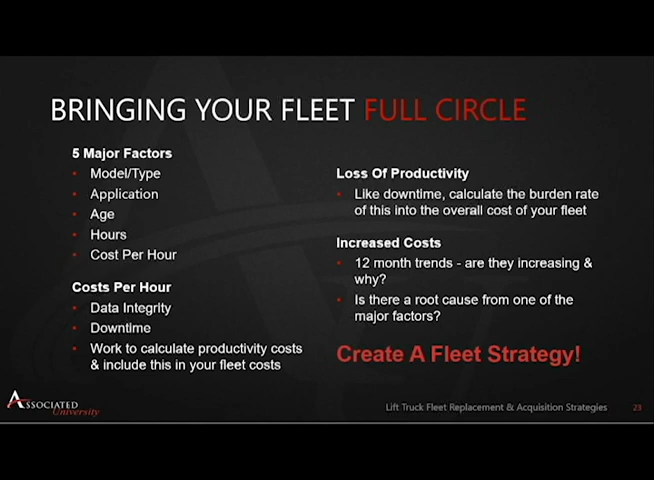 BRINGING YOUR FLEET FULL CIRCLE
5 Major Factors
• Model/Type
• Application
• Age
• Hours
• Cost Per Hour
Costs Per Hour
• Data Integrity
• Downtime
• Work to calculate productivity costs
& include this in your fleet costs
Loss Of Productivity
• Like downtime, calculate the burden rate
of this into the overall cost of your fleet
Increased Costs
• 12 month trends - are they increasing &
why?
• Is there a root cause from one of the
major factors?
Create A Fleet Strategy!
ASSOCIATED
University
Lift Truck Fleet Replacement & Acquisition Strategies 23